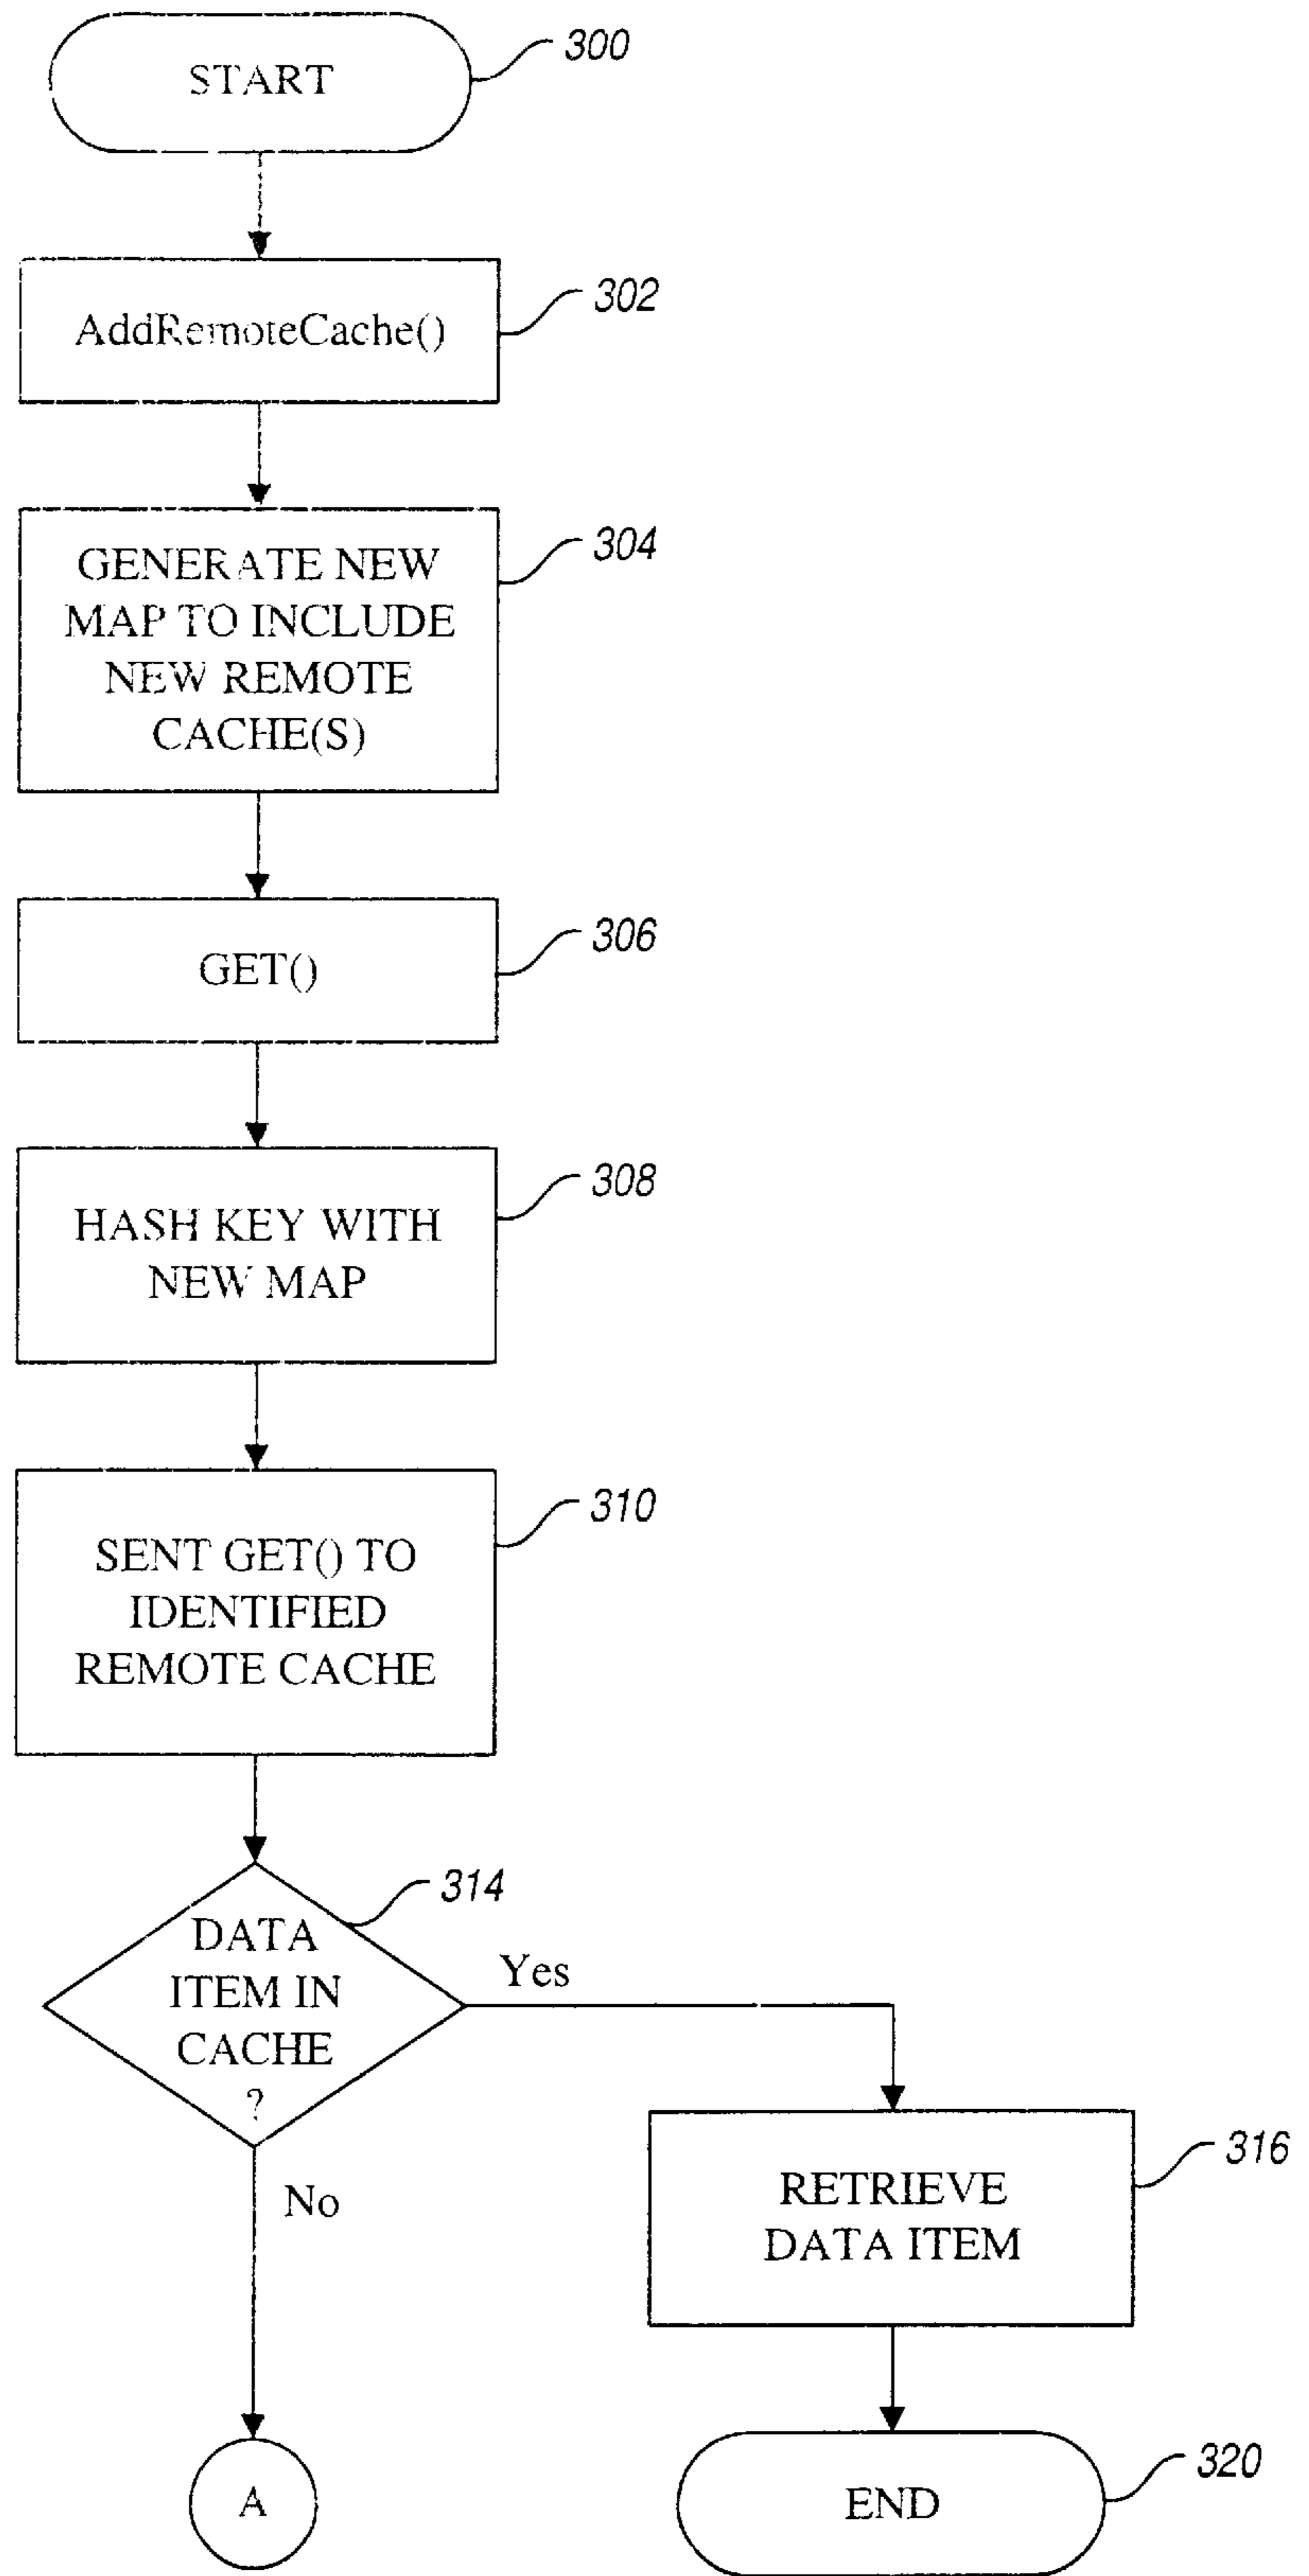 START
300
AddRemoteCache()
302
GENERATE NEW
MAP TO INCLUDE
NEW REMOTE
CACHE(S)
304
GET()
306
HASH KEY WITH
NEW MAP
308
SENT GET() TO
IDENTIFIED
REMOTE CACHE
310
DATA
ITEM IN
CACHE
?
314
Yes
No
RETRIEVE
DATA ITEM
316
A
END
320